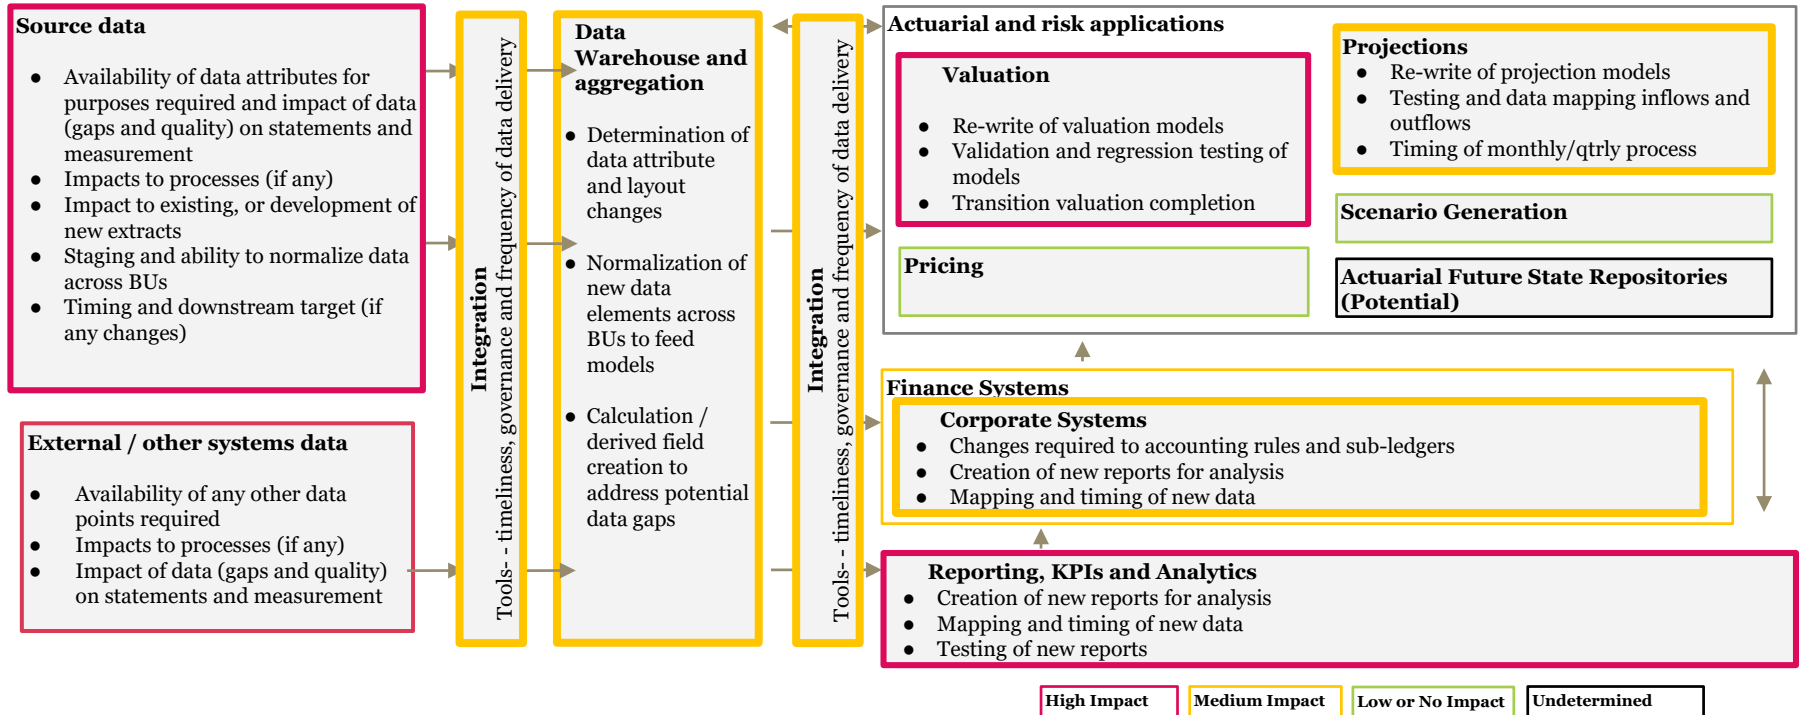 Source data
● Availability of data attributes for
purposes required and impact of data
(gaps and quality) on statements and
measurement
● Impacts to processes (if any)
● Impact to existing, or development of
new extracts
● Staging and ability to normalize data
across BUs
● Timing and downstream target (if
any changes)
External / other systems data
● Availability of any other data
points required
● Impacts to processes (if any)
● Impact of data (gaps and quality)
on statements and measurement
Integration
Tools- - timeliness, governance and frequency of data delivery
Data
Warehouse and
aggregation
● Determination of
data attribute
and layout
changes
● Normalization of
new data
elements across
BUs to feed
models
● Calculation /
derived field
creation to
address potential
data gaps
Integration
Tools- - timeliness, governance and frequency of data delivery
Actuarial and risk applications
Valuation
● Re-write of valuation models
● Validation and regression testing of
models
● Transition valuation completion
Pricing
Projections
● Re-write of projection models
● Testing and data mapping inflows and
outflows
● Timing of monthly/qtrly process
Scenario Generation
Actuarial Future State Repositories
(Potential)
Finance Systems
Corporate Systems
● Changes required to accounting rules and sub-ledgers
● Creation of new reports for analysis
● Mapping and timing of new data
Reporting, KPIs and Analytics
● Creation of new reports for analysis
● Mapping and timing of new data
● Testing of new reports
High Impact
Medium Impact
Low or No Impact
Undetermined